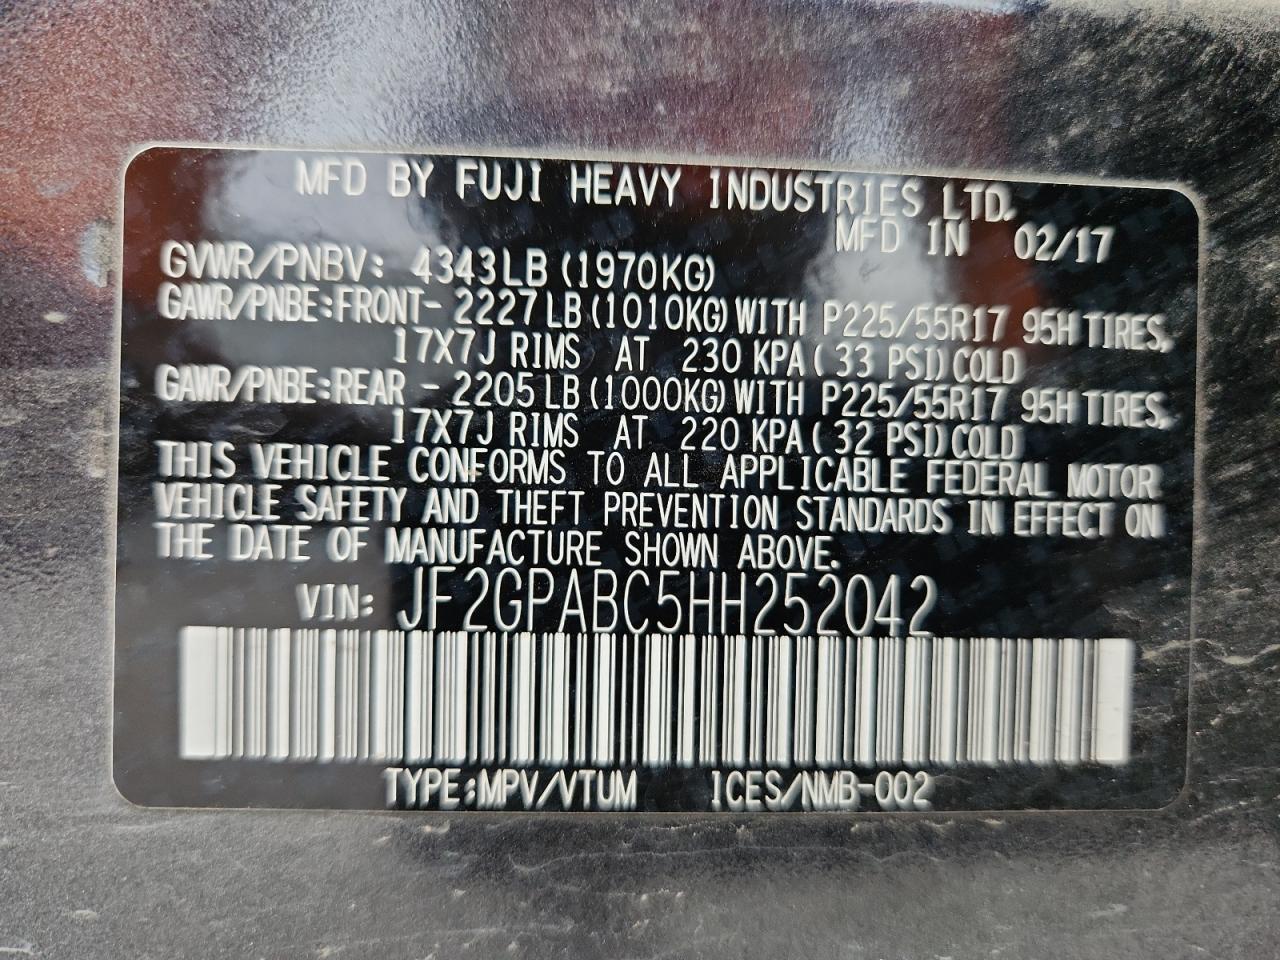 MFD BY FUJI HEAVY INDUSTRIES LTD.
MFD IN 02/17
GVWR/PNBV: 4343LB (1970KG)
GAWR/PNBE:FRONT- 2227LB (1010KG) WITH P225/55R17 95H TIRES,
17X7J RIMS AT 230 KPA ( 33 PSI) COLD
GAWR/PNBE:REAR - 2205LB (1000KG) WITH P225/55R17 95H TIRES,
17X7J RIMS AT 220 KPA ( 32 PSI) COLD
THIS VEHICLE CONFORMS TO ALL APPLICABLE FEDERAL MOTOR
VEHICLE SAFETY AND THEFT PREVENTION STANDARDS IN EFFECT ON
THE DATE OF MANUFACTURE SHOWN ABOVE.
VIN: JF2GPABC5HH252042
TYPE:MPV/VTUM ICES/NMB-002